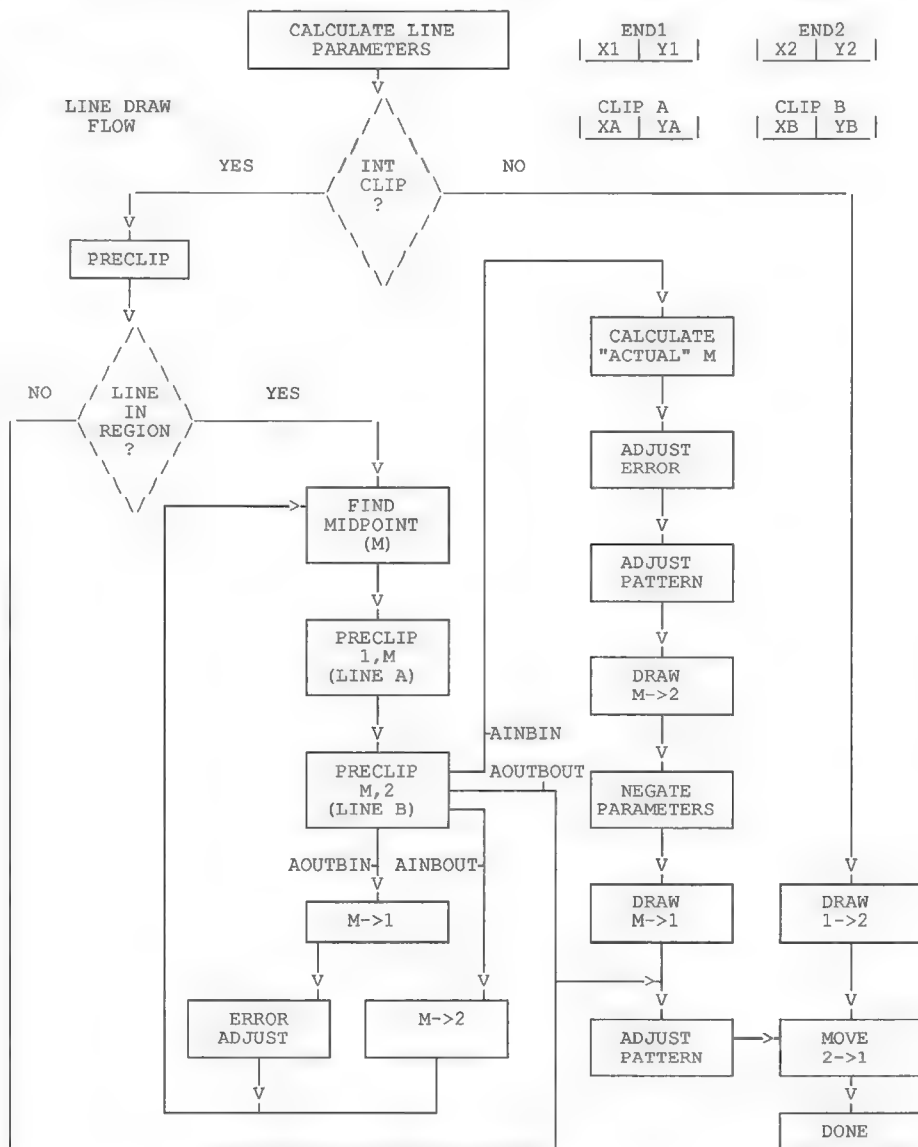 CALCULATE LINE
PARAMETERS
END1
X1 Y1
END2
X2 Y2
LINE DRAW
FLOW
CLIP A
XA YA
CLIP B
XB YB
YES
INT
CLIP
?
NO
V
V
PRECLIP
V
V
CALCULATE
"ACTUAL" M
NO
LINE
IN
REGION
?
YES
V
ADJUST
ERROR
V
>
FIND
MIDPOINT
(M)
V
ADJUST
PATTERN
V
PRECLIP
1,M
(LINE A)
V
DRAW
M->2
V
AINBIN
V
PRECLIP
M,2
(LINE B)
AOUTBOUT
NEGATE
PARAMETERS
AOUTBIN
AINBOUT
V
V
V
M->1
DRAW
M->1
DRAW
1->2
V
V
>
V
V
ERROR
ADJUST
M->2
ADJUST
PATTERN
>
MOVE
2->1
V
V
DONE